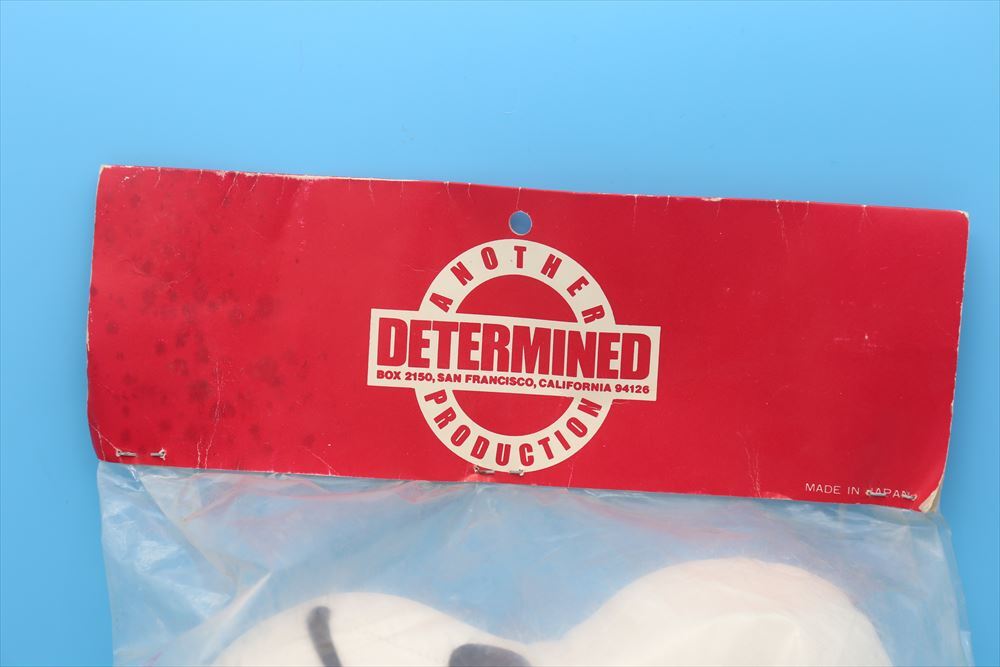 ANOTHER
DETERMINED
BOX 2150, SAN FRANCISCO, CALIFORNIA 94126
PRODUCTION
MADE IN JAPAN